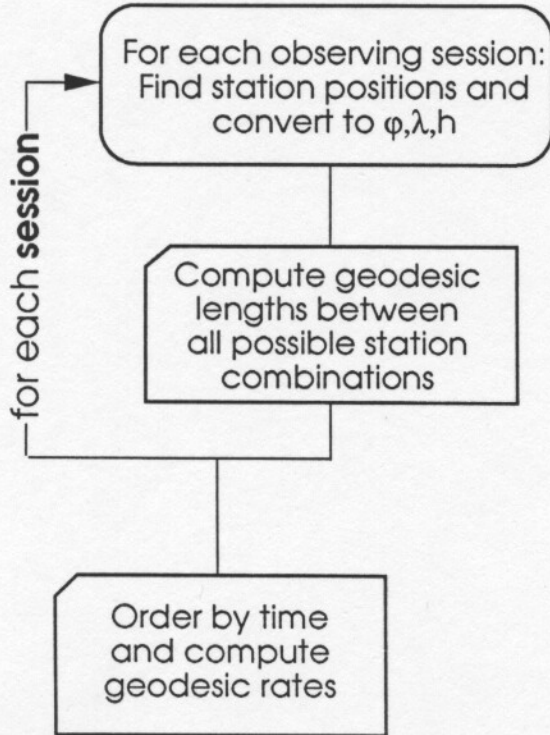 For each observing session:
Find station positions and
convert to φ,λ,h
for each session
Compute geodesic
lengths between
all possible station
combinations
Order by time
and compute
geodesic rates